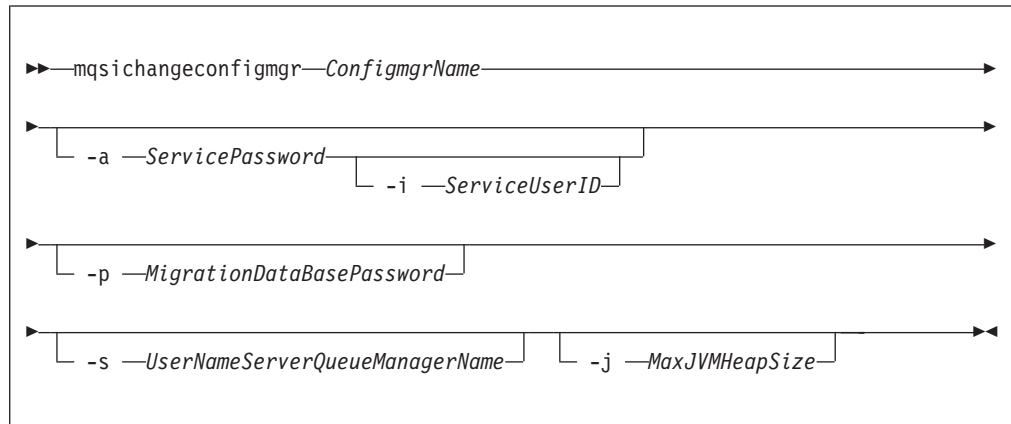 mqsichangeconfigmgr ConfigmgrName
-a ServicePassword
-i ServiceUserID
-p MigrationDataBasePassword
-s UserNameServerQueueManagerName -j MaxJVMHeapSize